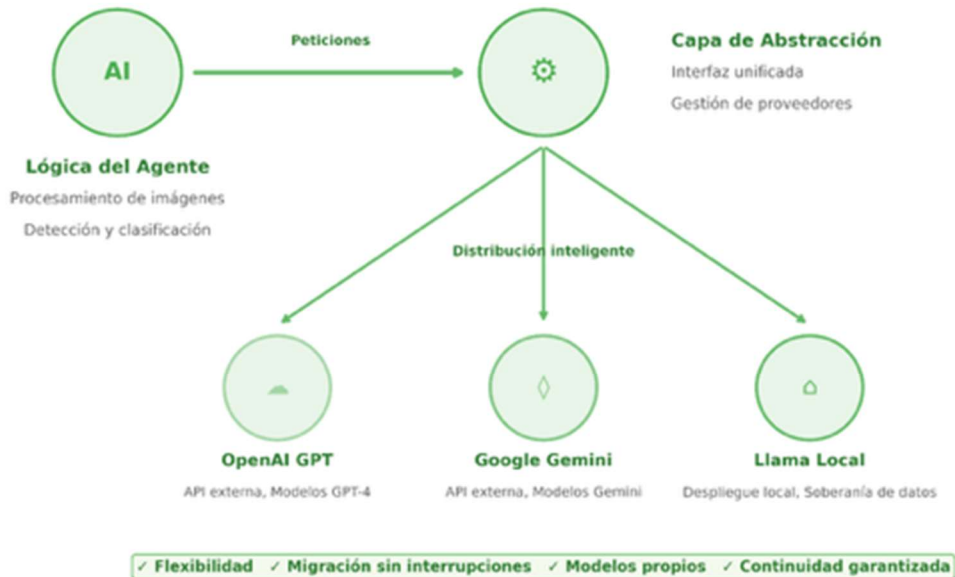 Peticiones
AI
⚙
Capa de Abstracción
Interfaz unificada
Gestión de proveedores
Lógica del Agente
Procesamiento de imágenes
Detección y clasificación
Distribución inteligente
OpenAI GPT
API externa, Modelos GPT-4
Google Gemini
API externa, Modelos Gemini
Llama Local
Despliegue local, Soberanía de datos
✓ Flexibilidad ✓ Migración sin interrupciones ✓ Modelos propios ✓ Continuidad garantizada